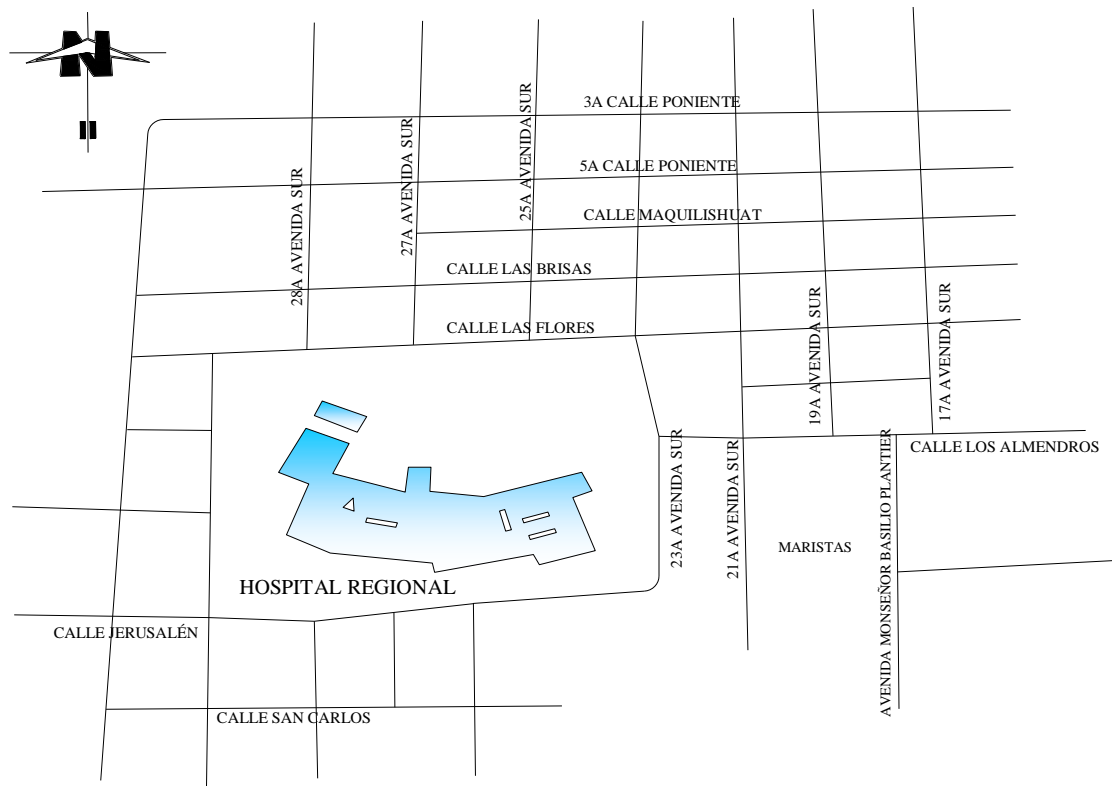 N
3A CALLE PONIENTE
5A CALLE PONIENTE
CALLE MAQUILISHUAT
CALLE LAS BRISAS
CALLE LAS FLORES
28A AVENIDA SUR
27A AVENIDA SUR
25A AVENIDA SUR
19A AVENIDA SUR
17A AVENIDA SUR
CALLE LOS ALMENDROS
23A AVENIDA SUR
21A AVENIDA SUR
MARISTAS
AVENIDA MONSEÑOR BASILIO PLANTIER
HOSPITAL REGIONAL
CALLE JERUSALÉN
CALLE SAN CARLOS